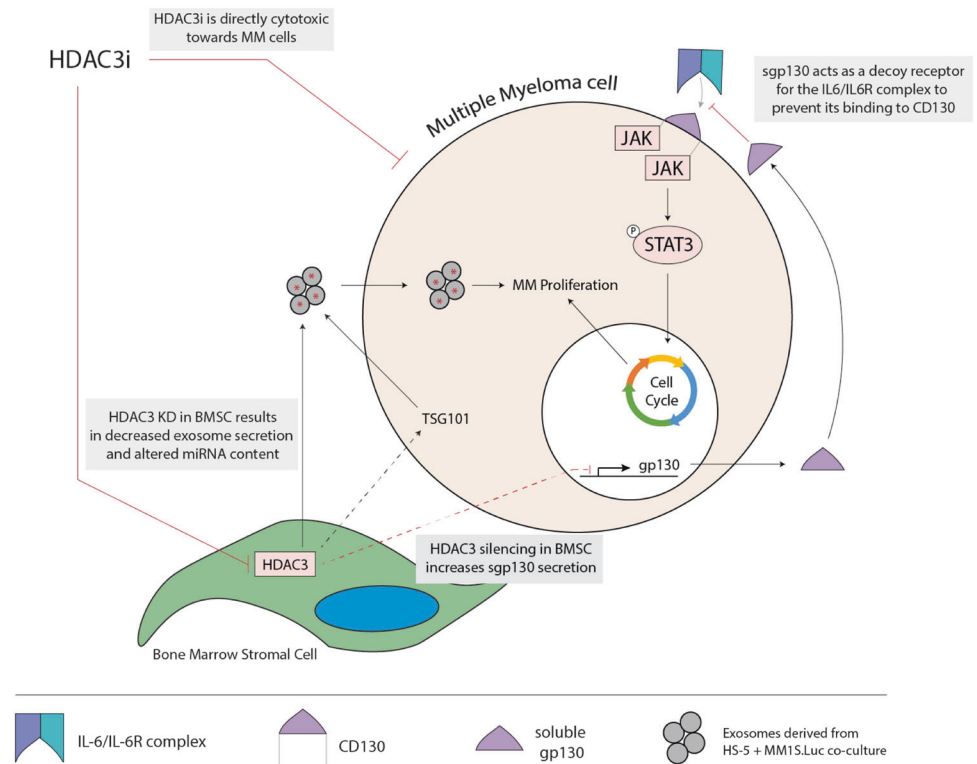 HDAC3i is directly cytotoxic
towards MM cells
HDAC3i
Multiple Myeloma cell
sgp130 acts as a decoy receptor
for the IL6/IL6R complex to
prevent its binding to CD130
JAK
JAK
P
STAT3
MM Proliferation
Cell
Cycle
HDAC3 KD in BMSC results
in decreased exosome secretion
and altered miRNA content
TSG101
gp130
HDAC3 silencing in BMSC
increases sgp130 secretion
HDAC3
Bone Marrow Stromal Cell
IL-6/IL-6R complex
CD130
soluble
gp130
Exosomes derived from
HS-5 + MM1S.Luc co-culture